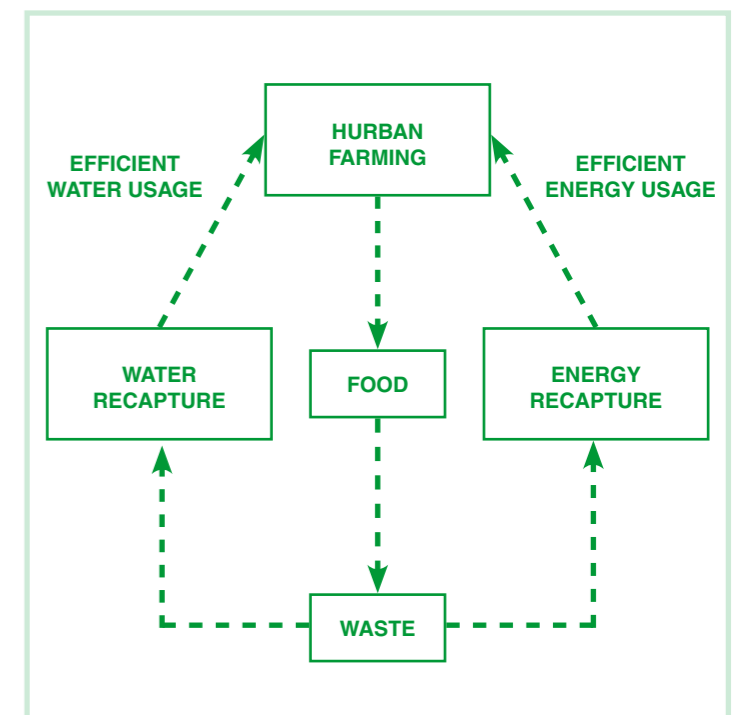 HURBAN
FARMING
EFFICIENT
WATER USAGE
EFFICIENT
ENERGY USAGE
WATER
RECAPTURE
FOOD
ENERGY
RECAPTURE
WASTE